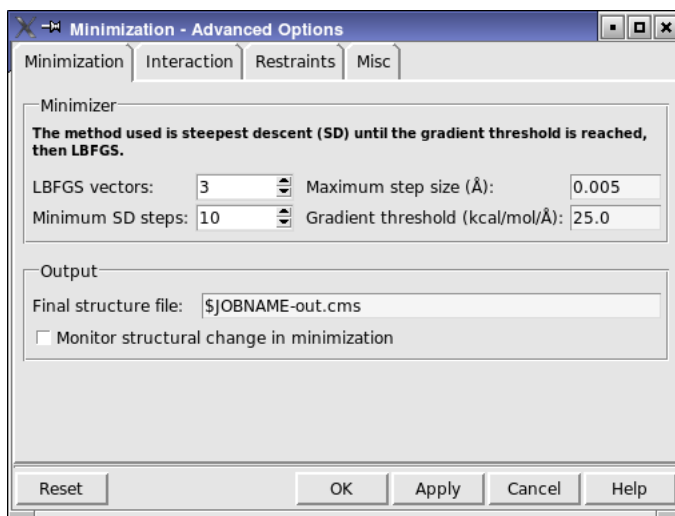 Minimization - Advanced Options
Minimization Interaction Restraints Misc
Minimizer
The method used is steepest descent (SD) until the gradient threshold is reached,
then LBFGS.
LBFGS vectors: 3 Maximum step size (Å): 0.005
Minimum SD steps: 10 Gradient threshold (kcal/mol/Å): 25.0
Output
Final structure file: $JOBNAME-out.cms
Monitor structural change in minimization
Reset OK Apply Cancel Help